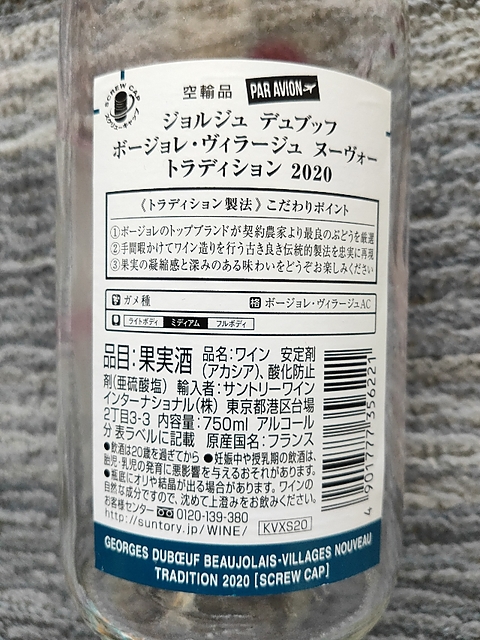 SCREW CAP
スクリューキャップ
空輸品 PAR AVION
ジョルジュ デュブッフ
ボージョレ・ヴィラージュ ヌーヴォー
トラディション 2020
《トラディション製法》こだわりポイント
①ボージョレのトップブランドが契約農家より最良のぶどうを厳選
②手間暇かけてワイン造りを行う古き良き伝統的製法を忠実に再現
③果実の凝縮感と深みのある味わいをどうぞお楽しみください
ガメ種 格 ボージョレ・ヴィラージュAC
ライトボディ ミディアム フルボディ
品目:果実酒 品名:ワイン 安定剤
(アカシア)、酸化防止
剤(亜硫酸塩) 輸入者:サントリーワイン
インターナショナル(株) 東京都港区台場
2丁目3-3 内容量:750ml アルコール
分 表ラベルに記載 原産国名:フランス
●飲酒は20歳を過ぎてから ●妊娠中や授乳期の飲酒は、
胎児・乳児の発育に悪影響を与えるおそれがあります。
●瓶底にオリや結晶が出る場合があります。ワインの
自然な成分ですので、沈めて上澄みをお飲みください。
お客様センター 0120-139-380
http://suntory.jp/WINE/ KVXS20
4 901777 356221
GEORGES DUBŒUF BEAUJOLAIS-VILLAGES NOUVEAU
TRADITION 2020 [SCREW CAP]